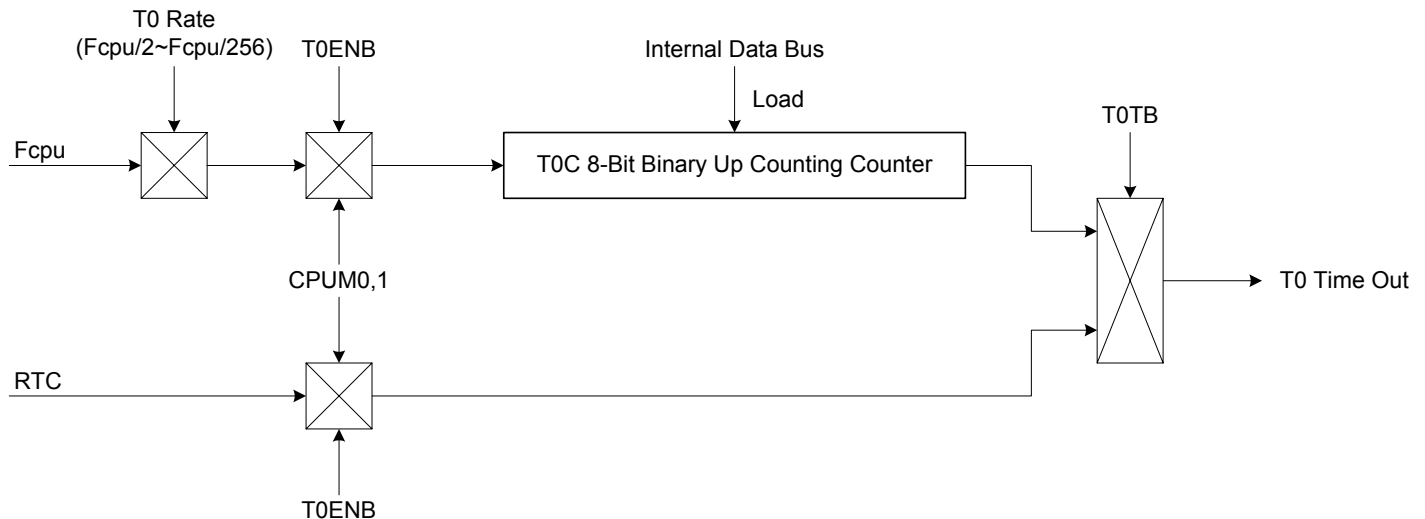 T0 Rate
(Fcpu/2~Fcpu/256)
T0ENB
Internal Data Bus
Load
T0TB
Fcpu
T0C 8-Bit Binary Up Counting Counter
CPUM0,1
T0 Time Out
RTC
T0ENB